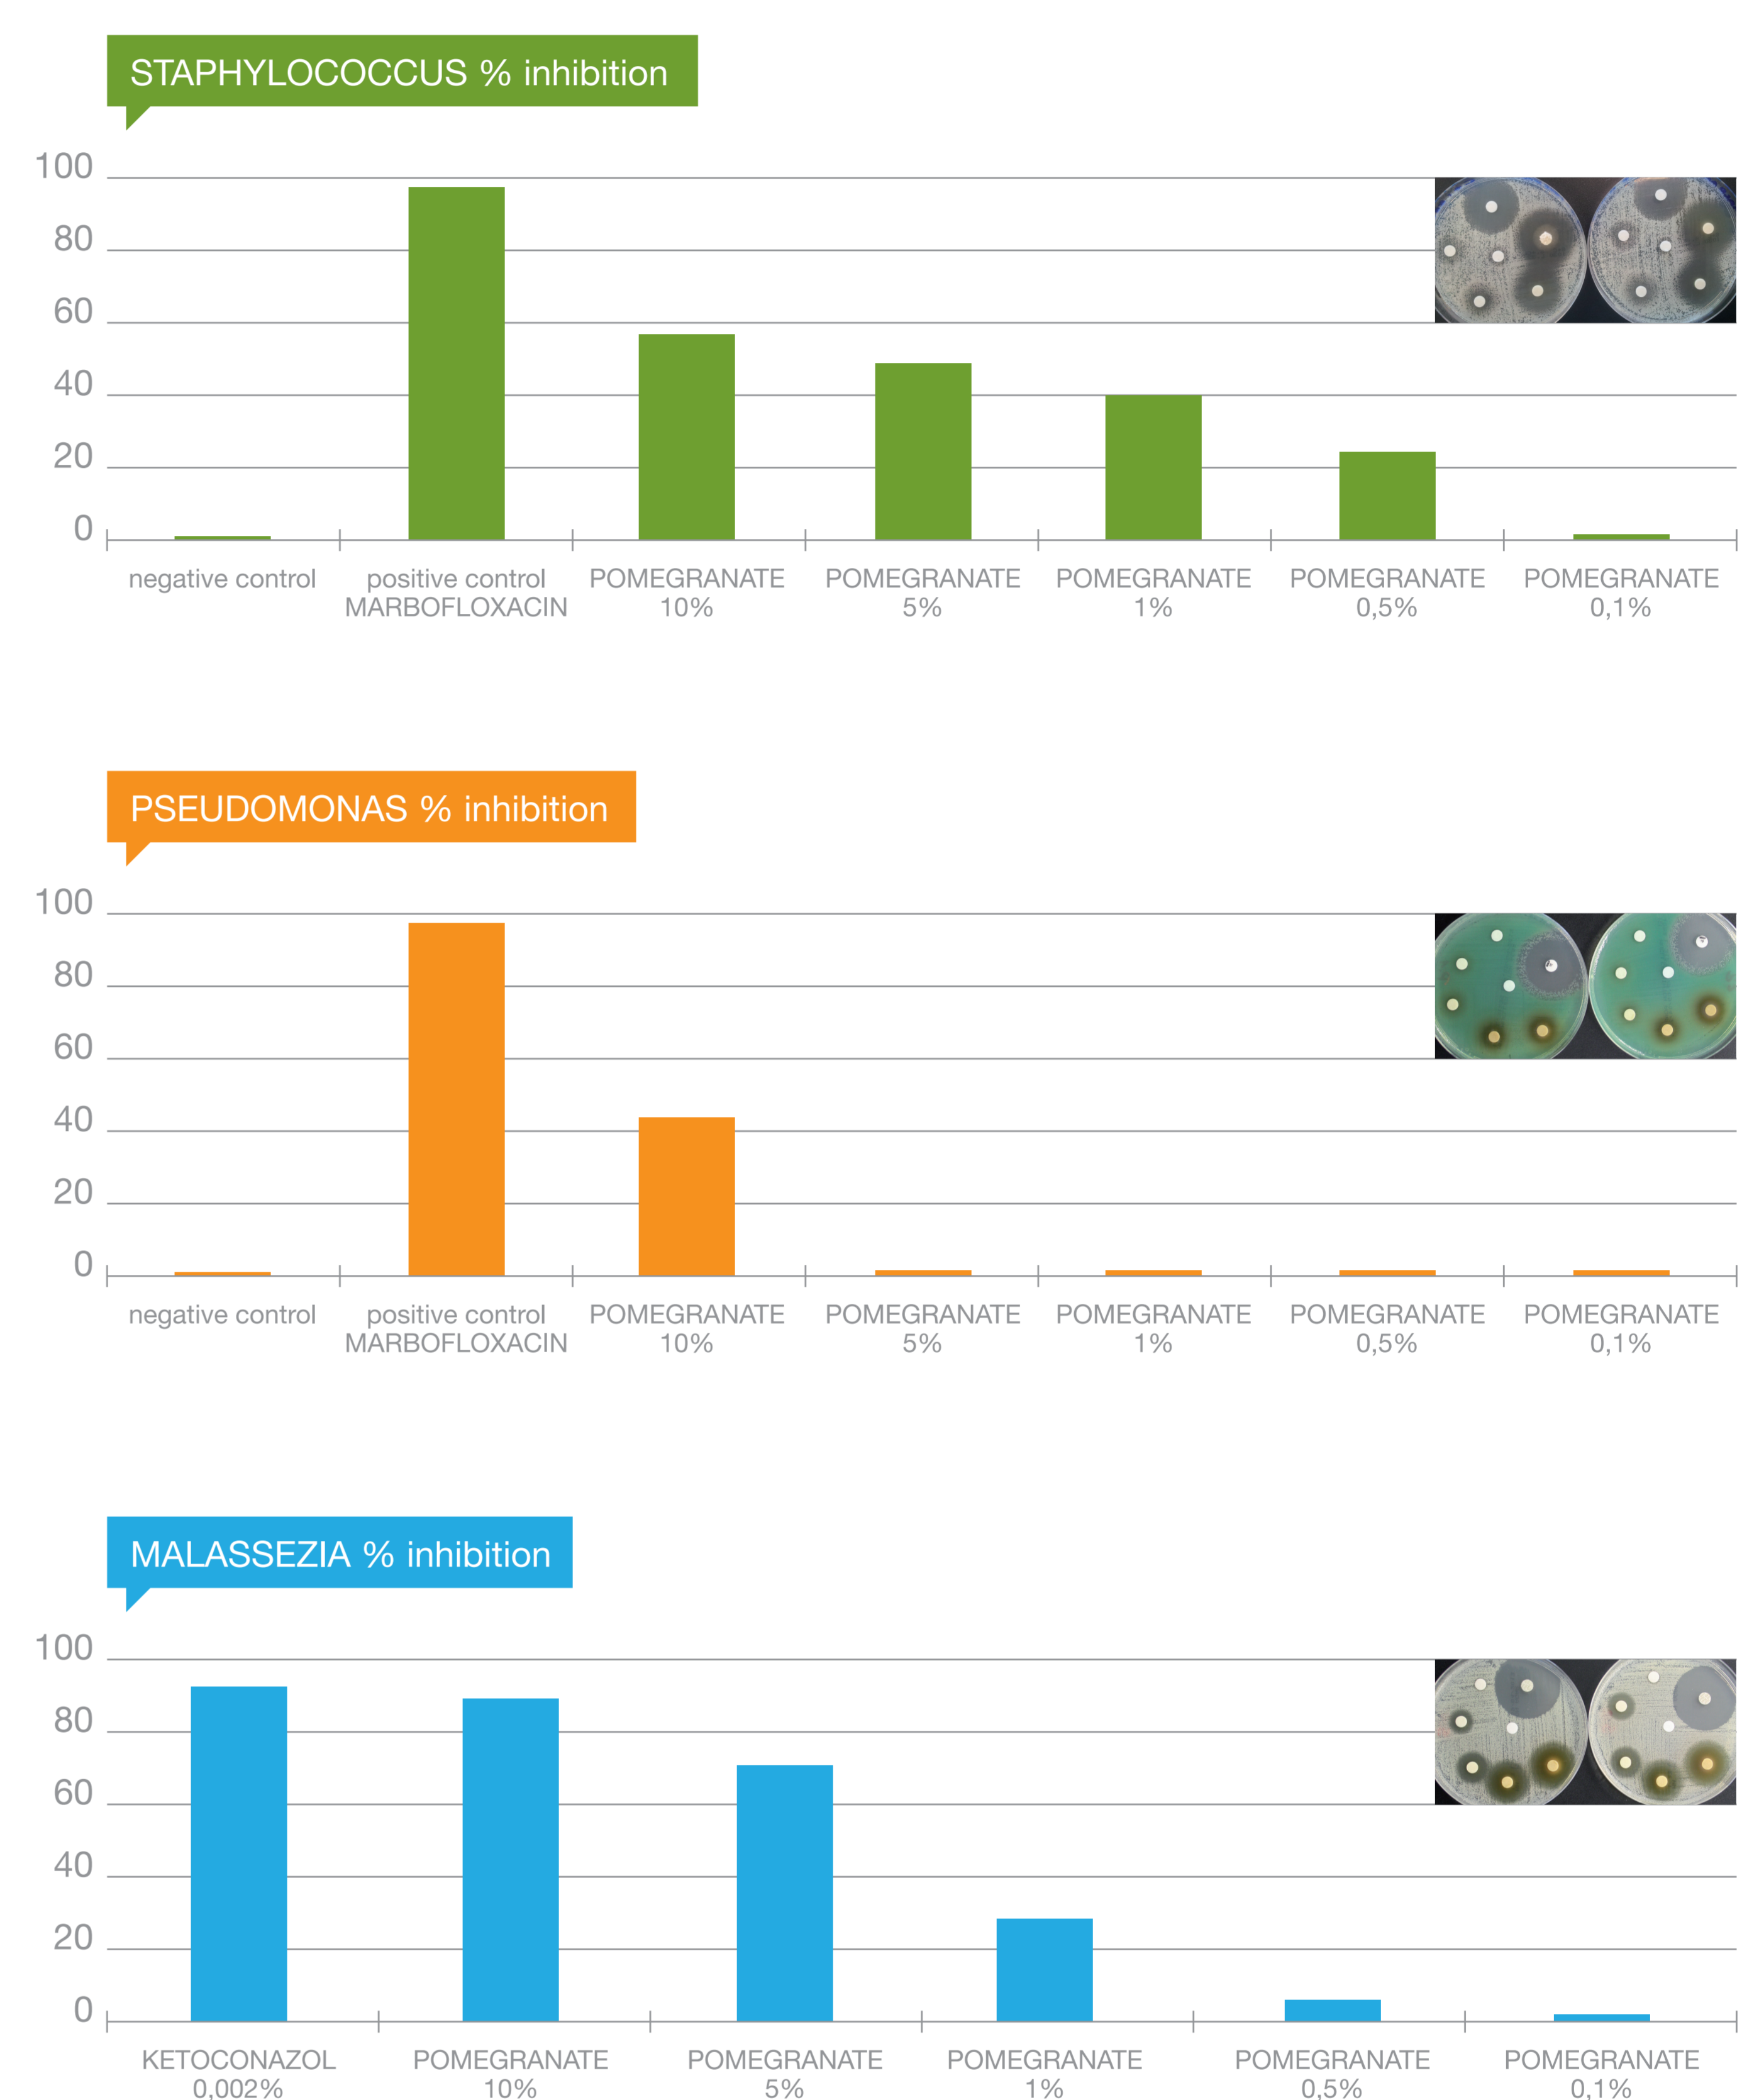 STAPHYLOCOCCUS % inhibition
100
80
60
40
20
0
negative control
positive control
MARBOFLOXACIN
POMEGRANATE
10%
POMEGRANATE
5%
POMEGRANATE
1%
POMEGRANATE
0,5%
POMEGRANATE
0,1%
PSEUDOMONAS % inhibition
100
80
60
40
20
0
negative control
positive control
MARBOFLOXACIN
POMEGRANATE
10%
POMEGRANATE
5%
POMEGRANATE
1%
POMEGRANATE
0,5%
POMEGRANATE
0,1%
MALASSEZIA % inhibition
100
80
60
40
20
0
KETOCONAZOL
0,002%
POMEGRANATE
10%
POMEGRANATE
5%
POMEGRANATE
1%
POMEGRANATE
0,5%
POMEGRANATE
0,1%